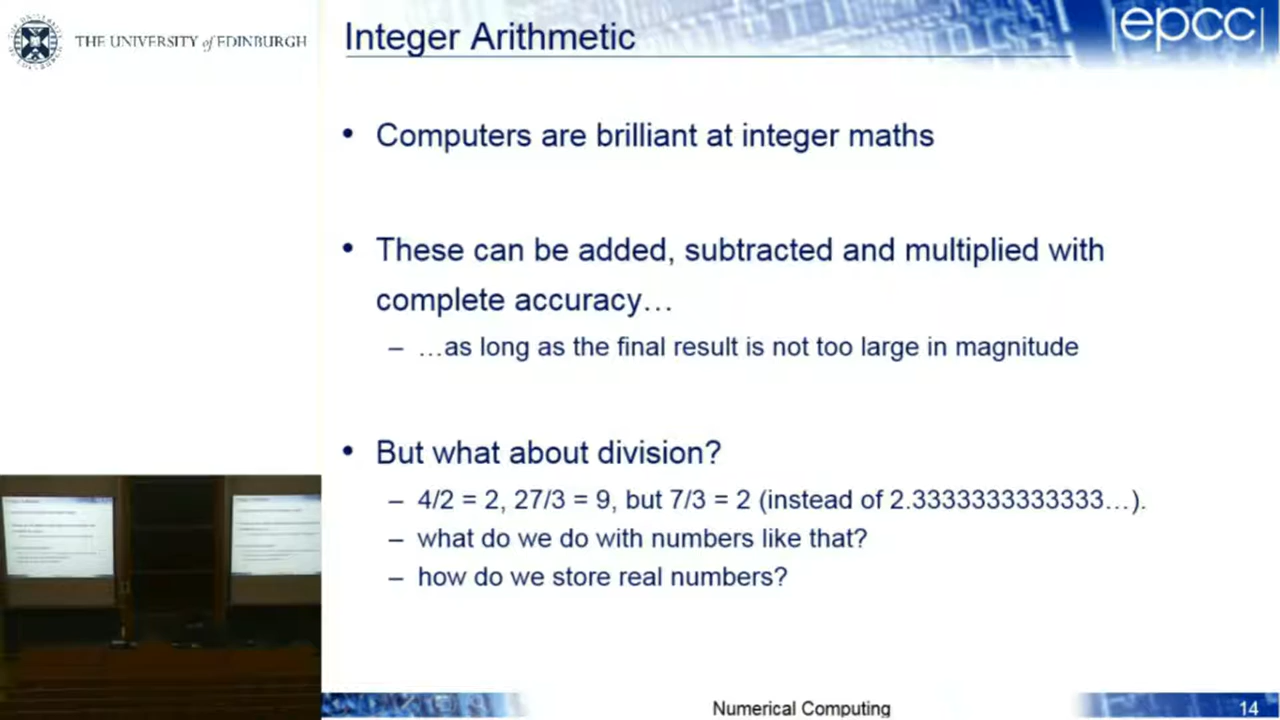 THE UNIVERSITY of EDINBURGH
Integer Arithmetic
|epcc|
• Computers are brilliant at integer maths
• These can be added, subtracted and multiplied with
complete accuracy…
– …as long as the final result is not too large in magnitude
• But what about division?
– 4/2 = 2, 27/3 = 9, but 7/3 = 2 (instead of 2.3333333333333…).
– what do we do with numbers like that?
– how do we store real numbers?
Numerical Computing
14